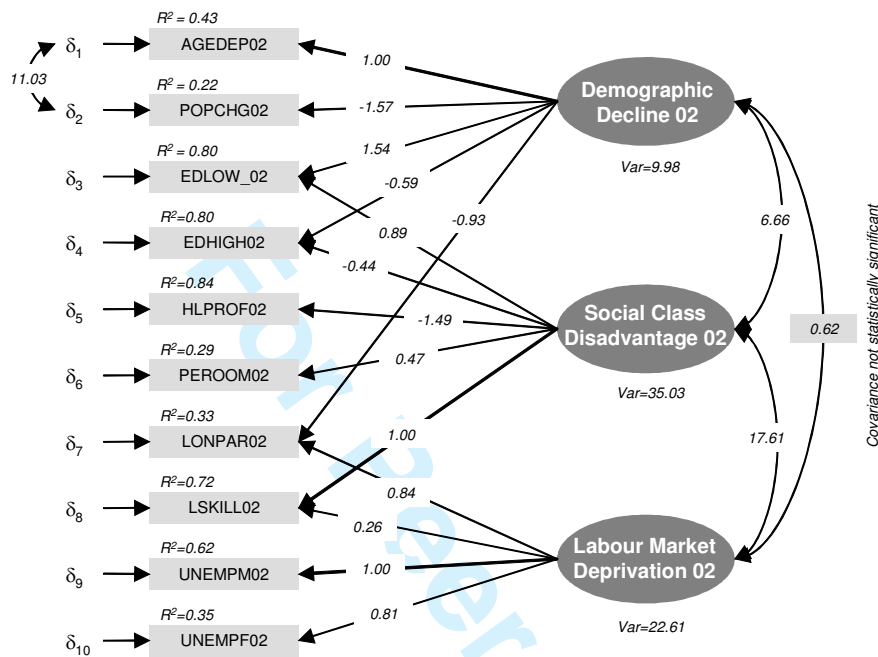 R² = 0.43
δ1
AGEDEP02
11.03
R² = 0.22
δ2
POPCHG02
R² = 0.80
δ3
EDLOW_02
R²=0.80
δ4
EDHIGH02
R²=0.84
δ5
HLPROF02
R²=0.29
δ6
PEROOM02
R²=0.33
δ7
LONPAR02
R²=0.72
δ8
LSKILL02
R²=0.62
δ9
UNEMPM02
R²=0.35
δ10
UNEMPF02
1.00
-1.57
1.54
-0.59
-0.93
0.89
-0.44
-1.49
0.47
1.00
0.84
0.26
1.00
0.81
Demographic
Decline 02
Var=9.98
Social Class
Disadvantage 02
Var=35.03
Labour Market
Deprivation 02
Var=22.61
6.66
0.62
17.61
Covariance not statistically significant
For Peer